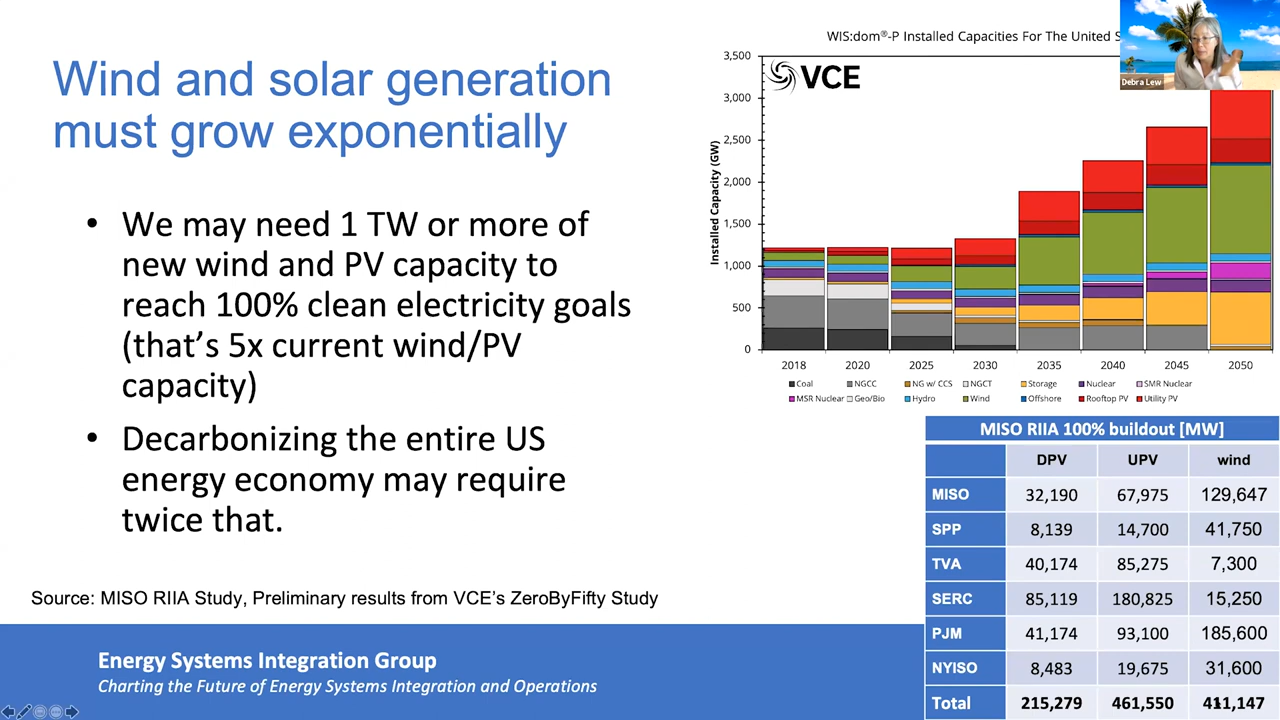 Wind and solar generation
must grow exponentially
• We may need 1 TW or more of
new wind and PV capacity to
reach 100% clean electricity goals
(that's 5x current wind/PV
capacity)
• Decarbonizing the entire US
energy economy may require
twice that.
Source: MISO RIIA Study, Preliminary results from VCE's ZeroByFifty Study
Energy Systems Integration Group
Charting the Future of Energy Systems Integration and Operations
WIS:dom®-P Installed Capacities For The United S
Debra Lew
VCE
Installed Capacity (GW)
3,500
3,000
2,500
2,000
1,500
1,000
500
0
2018 2020 2025 2030 2035 2040 2045 2050
Coal NGCC NG w/ CCS NGCT Storage Nuclear SMR Nuclear
MSR Nuclear Geo/Bio Hydro Wind Offshore Rooftop PV Utility PV
MISO RIIA 100% buildout [MW]
DPV UPV wind
MISO 32,190 67,975 129,647
SPP 8,139 14,700 41,750
TVA 40,174 85,275 7,300
SERC 85,119 180,825 15,250
PJM 41,174 93,100 185,600
NYISO 8,483 19,675 31,600
Total 215,279 461,550 411,147